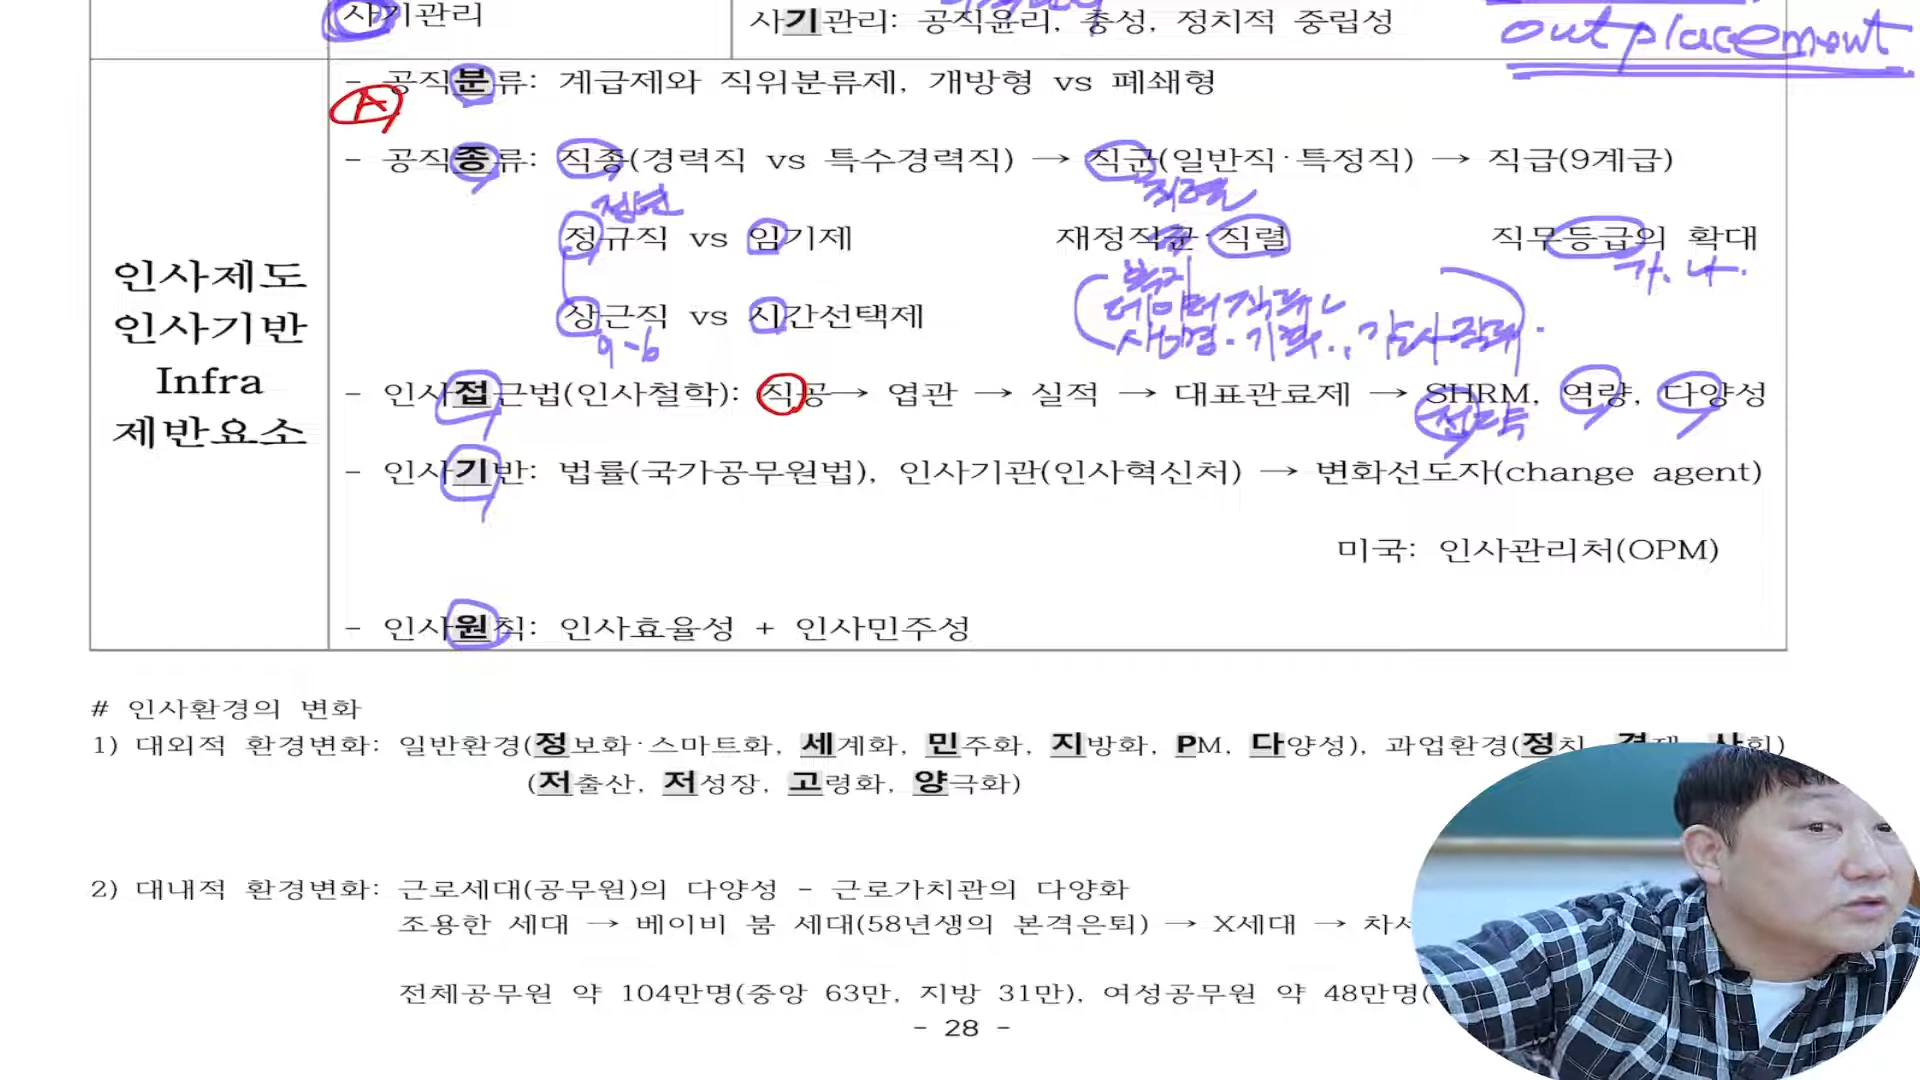 사기관리
사기관리: 공직윤리, 충성, 정치적 중립성
outplacement
- 공직분류: 계급제와 직위분류제, 개방형 vs 폐쇄형
A
- 공직종류: 직종(경력직 vs 특수경력직) → 직군(일반직·특정직) → 직급(9계급)
직렬
정규직 vs 임기제
재정직군·직렬
직무등급의 확대
가. 나.
상근직 vs 시간선택제
9-6
인사제도
인사기반
Infra
제반요소
- 인사접근법(인사철학): 직공→ 엽관 → 실적 → 대표관료제 → SHRM, 역량, 다양성
전략
- 인사기반: 법률(국가공무원법), 인사기관(인사혁신처) → 변화선도자(change agent)
미국: 인사관리처(OPM)
- 인사원칙: 인사효율성 + 인사민주성
# 인사환경의 변화
1) 대외적 환경변화: 일반환경(정보화·스마트화, 세계화, 민주화, 지방화, PM, 다양성), 과업환경(정치, 경제, 사회)
(저출산, 저성장, 고령화, 양극화)
2) 대내적 환경변화: 근로세대(공무원)의 다양성 - 근로가치관의 다양화
조용한 세대 → 베이비 붐 세대(58년생의 본격은퇴) → X세대 →
전체공무원 약 104만명(중앙 63만, 지방 31만), 여성공무원 약 48만명(
- 28 -